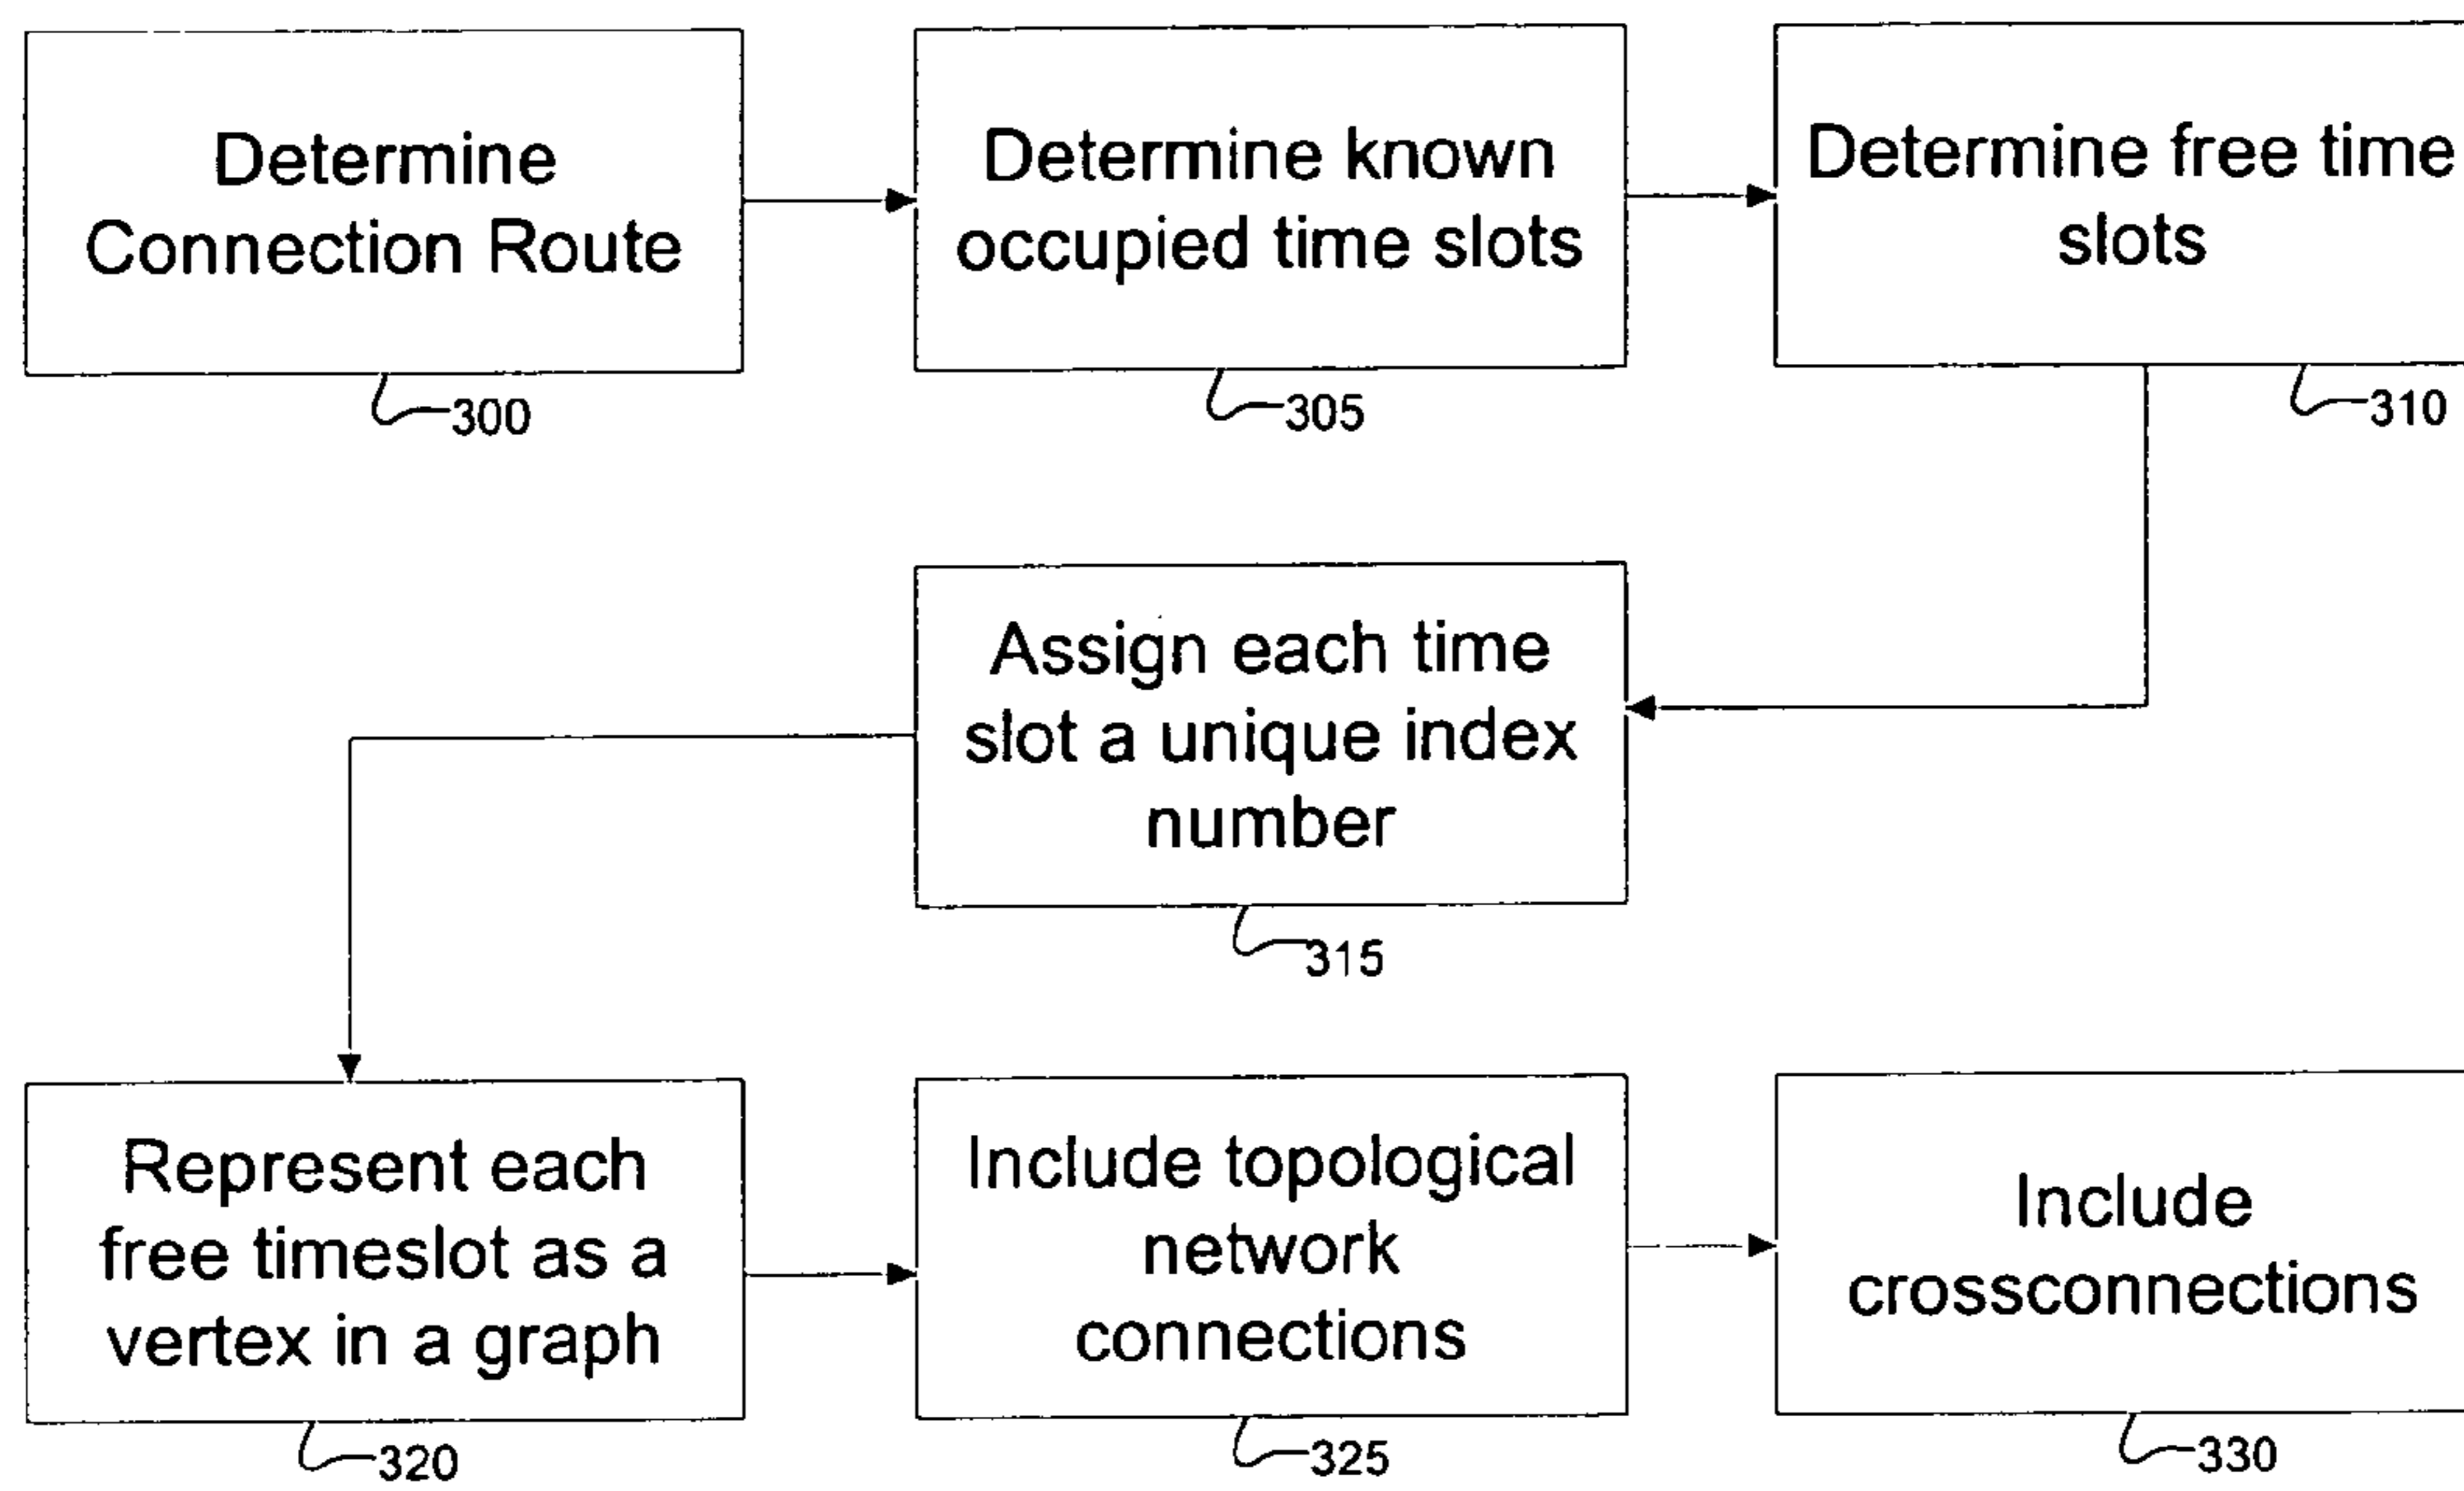 Determine
Connection Route
300
Determine known
occupied time slots
305
Determine free time
slots
310
Assign each time
slot a unique index
number
315
Represent each
free timeslot as a
vertex in a graph
320
Include topological
network
connections
325
Include
crossconnections
330